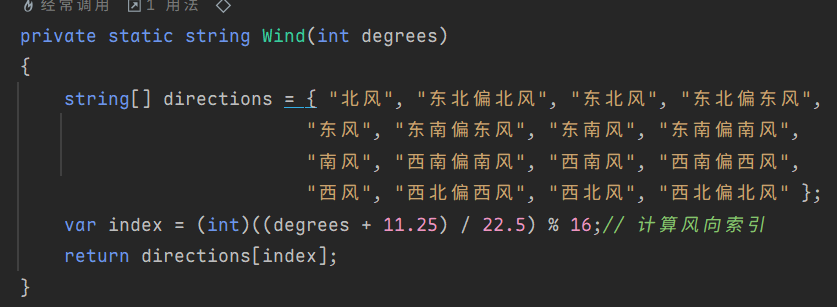 经常调用 1 用法
private static string Wind(int degrees)
{
    string[] directions = { "北风", "东北偏北风", "东北风", "东北偏东风",
                          "东风", "东南偏东风", "东南风", "东南偏南风",
                          "南风", "西南偏南风", "西南风", "西南偏西风",
                          "西风", "西北偏西风", "西北风", "西北偏北风" };
    var index = (int)((degrees + 11.25) / 22.5) % 16;// 计算风向索引
    return directions[index];
}